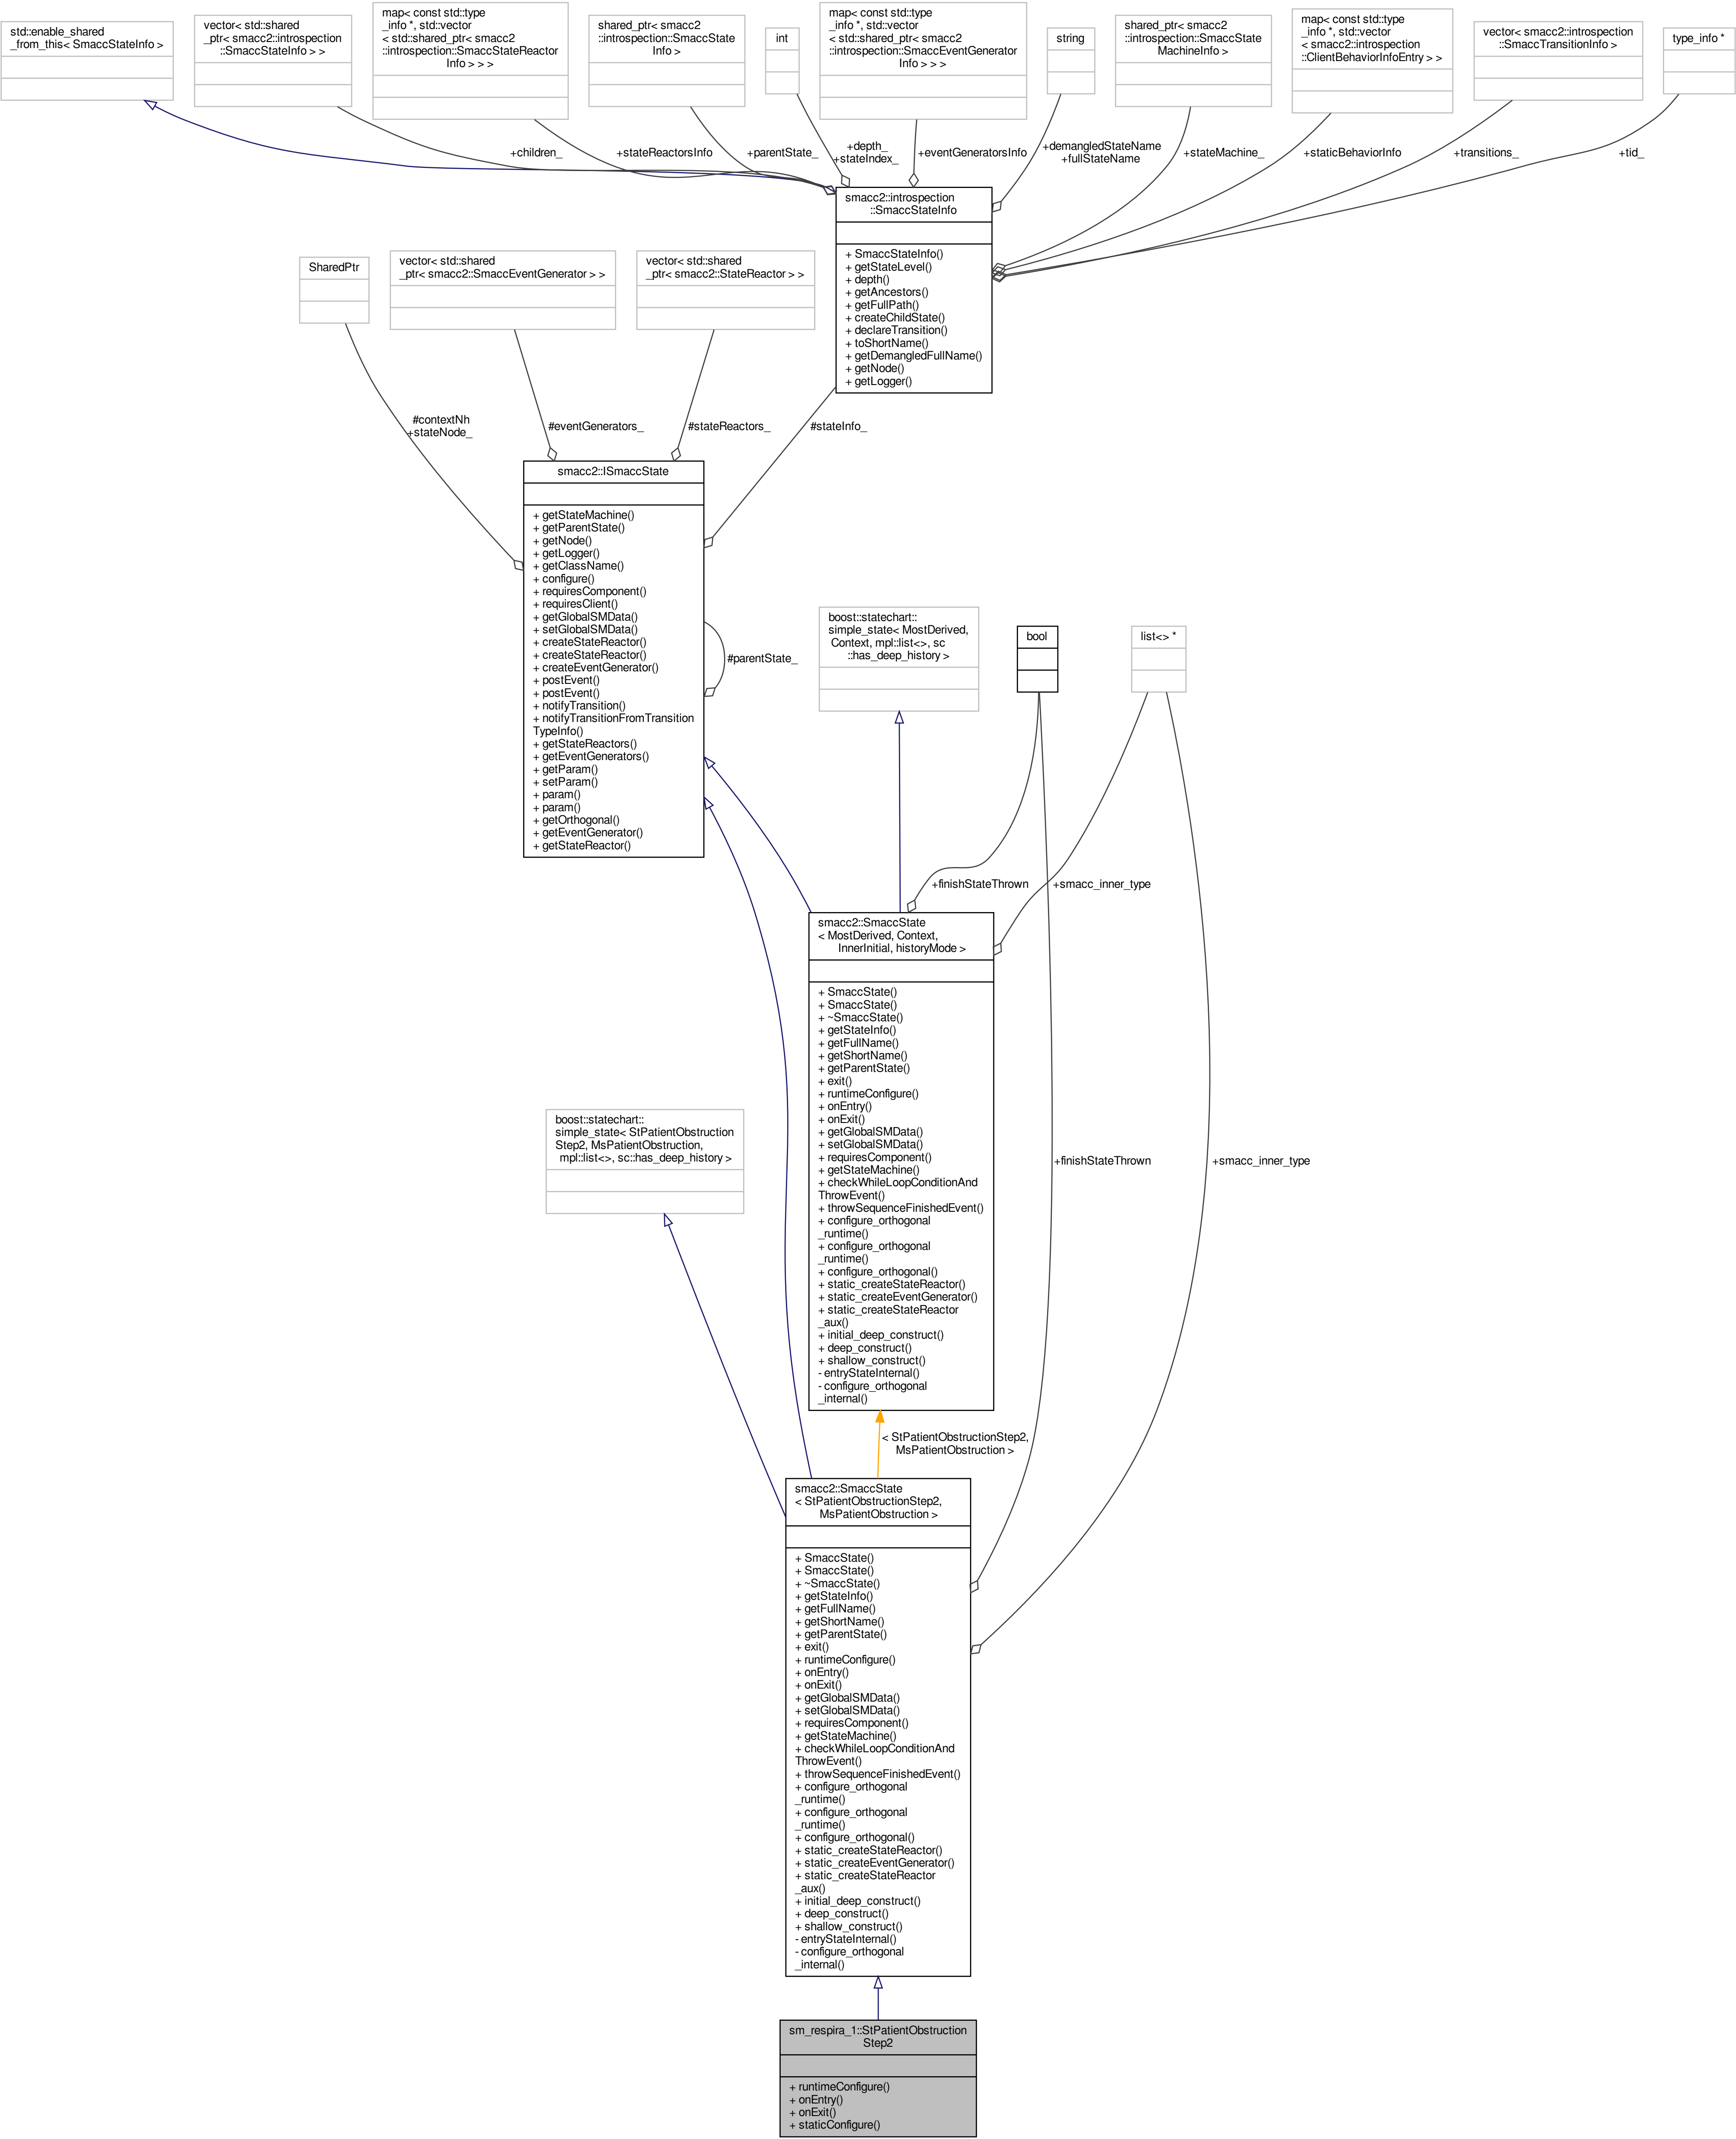 std::enable_shared
_from_this< SmaccStateInfo >
vector< std::shared
_ptr< smacc2::introspection
::SmaccStateInfo > >
map< const std::type
_info *, std::vector
< std::shared_ptr< smacc2
::introspection::SmaccStateReactor
Info > > >
shared_ptr< smacc2
::introspection::SmaccState
Info >
int
map< const std::type
_info *, std::vector
< std::shared_ptr< smacc2
::introspection::SmaccEventGenerator
Info > > >
string
shared_ptr< smacc2
::introspection::SmaccState
MachineInfo >
map< const std::type
_info *, std::vector
< smacc2::introspection
::ClientBehaviorInfoEntry > >
vector< smacc2::introspection
::SmaccTransitionInfo >
type_info *
+children_
+stateReactorsInfo
+parentState_
+depth_
+stateIndex_
+eventGeneratorsInfo
+demangledStateName
+fullStateName
+stateMachine_
+staticBehaviorInfo
+transitions_
+tid_
smacc2::introspection
::SmaccStateInfo
+ SmaccStateInfo()
+ getStateLevel()
+ depth()
+ getAncestors()
+ getFullPath()
+ createChildState()
+ declareTransition()
+ toShortName()
+ getDemangledFullName()
+ getNode()
+ getLogger()
SharedPtr
vector< std::shared
_ptr< smacc2::SmaccEventGenerator > >
vector< std::shared
_ptr< smacc2::StateReactor > >
#contextNh
+stateNode_
#eventGenerators_
#stateReactors_
#stateInfo_
smacc2::ISmaccState
+ getStateMachine()
+ getParentState()
+ getNode()
+ getLogger()
+ getClassName()
+ configure()
+ requiresComponent()
+ requiresClient()
+ getGlobalSMData()
+ setGlobalSMData()
+ createStateReactor()
+ createStateReactor()
+ createEventGenerator()
+ postEvent()
+ postEvent()
+ notifyTransition()
+ notifyTransitionFromTransition
TypeInfo()
+ getStateReactors()
+ getEventGenerators()
+ getParam()
+ setParam()
+ param()
+ param()
+ getOrthogonal()
+ getEventGenerator()
+ getStateReactor()
#parentState_
boost::statechart::
simple_state< MostDerived,
Context, mpl::list<>, sc
::has_deep_history >
bool
list<> *
+finishStateThrown
+smacc_inner_type
smacc2::SmaccState
< MostDerived, Context,
InnerInitial, historyMode >
+ SmaccState()
+ SmaccState()
+ ~SmaccState()
+ getStateInfo()
+ getFullName()
+ getShortName()
+ getParentState()
+ exit()
+ runtimeConfigure()
+ onEntry()
+ onExit()
+ getGlobalSMData()
+ setGlobalSMData()
+ requiresComponent()
+ getStateMachine()
+ checkWhileLoopConditionAnd
ThrowEvent()
+ throwSequenceFinishedEvent()
+ configure_orthogonal
_runtime()
+ configure_orthogonal
_runtime()
+ configure_orthogonal()
+ static_createStateReactor()
+ static_createEventGenerator()
+ static_createStateReactor
_aux()
+ initial_deep_construct()
+ deep_construct()
+ shallow_construct()
- entryStateInternal()
- configure_orthogonal
_internal()
boost::statechart::
simple_state< StPatientObstruction
Step2, MsPatientObstruction,
mpl::list<>, sc::has_deep_history >
+finishStateThrown
+smacc_inner_type
< StPatientObstructionStep2,
MsPatientObstruction >
smacc2::SmaccState
< StPatientObstructionStep2,
MsPatientObstruction >
+ SmaccState()
+ SmaccState()
+ ~SmaccState()
+ getStateInfo()
+ getFullName()
+ getShortName()
+ getParentState()
+ exit()
+ runtimeConfigure()
+ onEntry()
+ onExit()
+ getGlobalSMData()
+ setGlobalSMData()
+ requiresComponent()
+ getStateMachine()
+ checkWhileLoopConditionAnd
ThrowEvent()
+ throwSequenceFinishedEvent()
+ configure_orthogonal
_runtime()
+ configure_orthogonal
_runtime()
+ configure_orthogonal()
+ static_createStateReactor()
+ static_createEventGenerator()
+ static_createStateReactor
_aux()
+ initial_deep_construct()
+ deep_construct()
+ shallow_construct()
- entryStateInternal()
- configure_orthogonal
_internal()
sm_respira_1::StPatientObstruction
Step2
+ runtimeConfigure()
+ onEntry()
+ onExit()
+ staticConfigure()